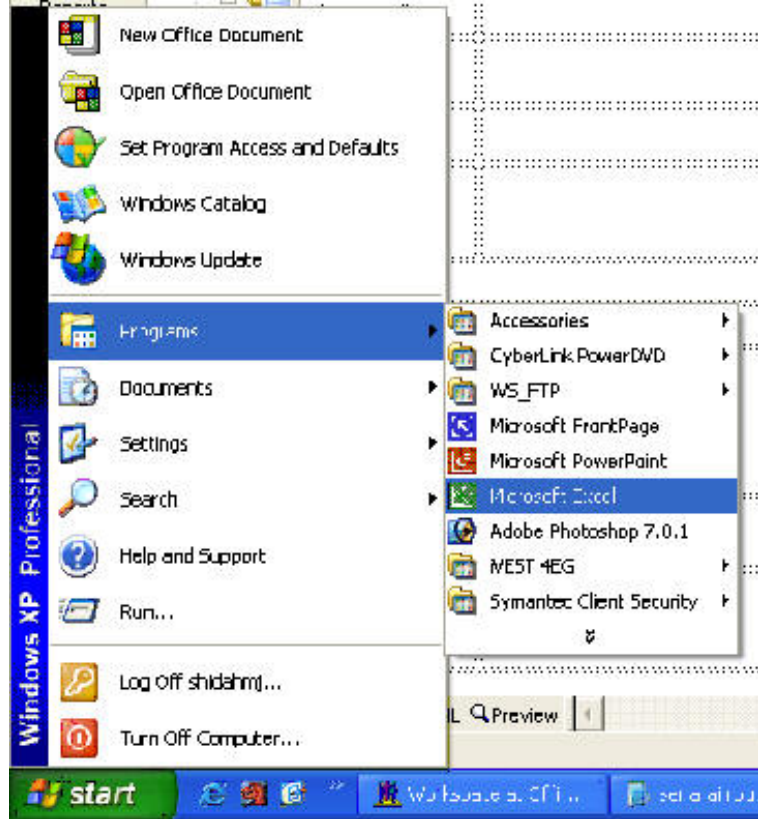 New Office Document
Open Office Document
Set Program Access and Defaults
Windows Catalog
Windows Update
Programs
Documents
Settings
Search
Help and Support
Run...
Log Off shidahmj...
Turn Off Computer...
Windows XP Professional
Accessories
CyberLink PowerDVD
WS_FTP
Microsoft FrontPage
Microsoft PowerPoint
Microsoft Excel
Adobe Photoshop 7.0.1
Symantec Client Security
Preview
start